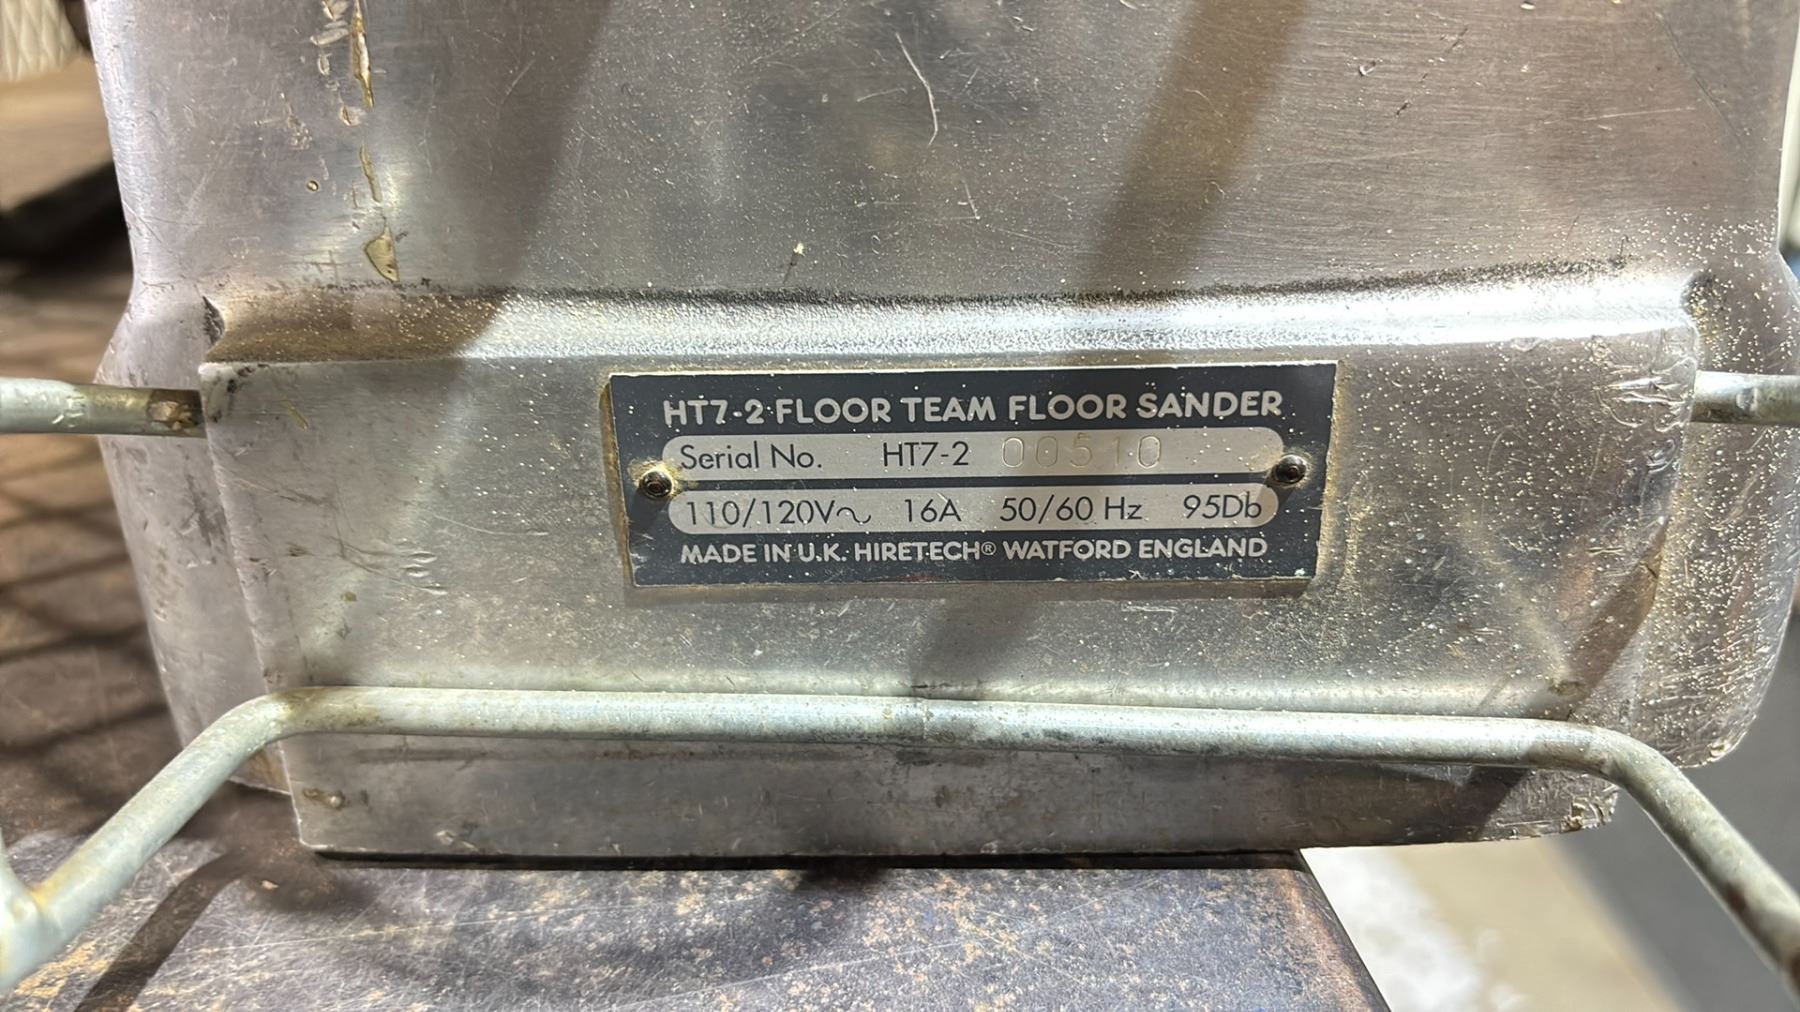 HT7-2 FLOOR TEAM FLOOR SANDER
Serial No. HT7-2 00510
110/120V~ 16A 50/60 Hz 95Db
MADE IN U.K. HIRETECH® WATFORD ENGLAND